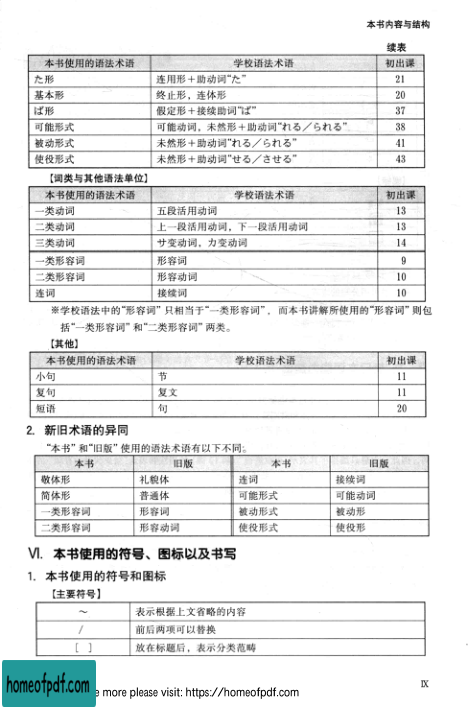 本书内容与结构
续表
本书使用的语法术语 学校语法术语 初出课
た形 连用形＋助动词“た” 21
基本形 终止形，连体形 20
ば形 假定形＋接续助词“ば” 37
可能形式 可能动词，未然形＋助动词“れる／られる” 38
被动形式 未然形＋助动词“れる／られる” 41
使役形式 未然形＋助动词“せる／させる” 43
【词类与其他语法单位】
本书使用的语法术语 学校语法术语 初出课
一类动词 五段活用动词 13
二类动词 上一段活用动词，下一段活用动词 13
三类动词 サ变动词，カ变动词 14
一类形容词 形容词 9
二类形容词 形容动词 10
连词 接续词 10
※学校语法中的“形容词”只相当于“一类形容词”，而本书讲解所使用的“形容词”则包
括“一类形容词”和“二类形容词”两类。
【其他】
本书使用的语法术语 学校语法术语 初出课
小句 节 11
复句 复文 11
短语 句 20
2. 新旧术语的异同
“本书”和“旧版”使用的语法术语有以下不同：
本书 旧版 本书 旧版
敬体形 礼貌体 连词 接续词
简体形 普通体 可能形式 可能动词
一类形容词 形容词 被动形式 被动形
二类形容词 形容动词 使役形式 使役形
Ⅵ. 本书使用的符号、图标以及书写
1. 本书使用的符号和图标
【主要符号】
～ 表示根据上文省略的内容
/ 前后两项可以替换
［ ］ 放在标题后，表示分类范畴
homeofpdf.com
e more please visit: https://homeofpdf.com
Ⅸ